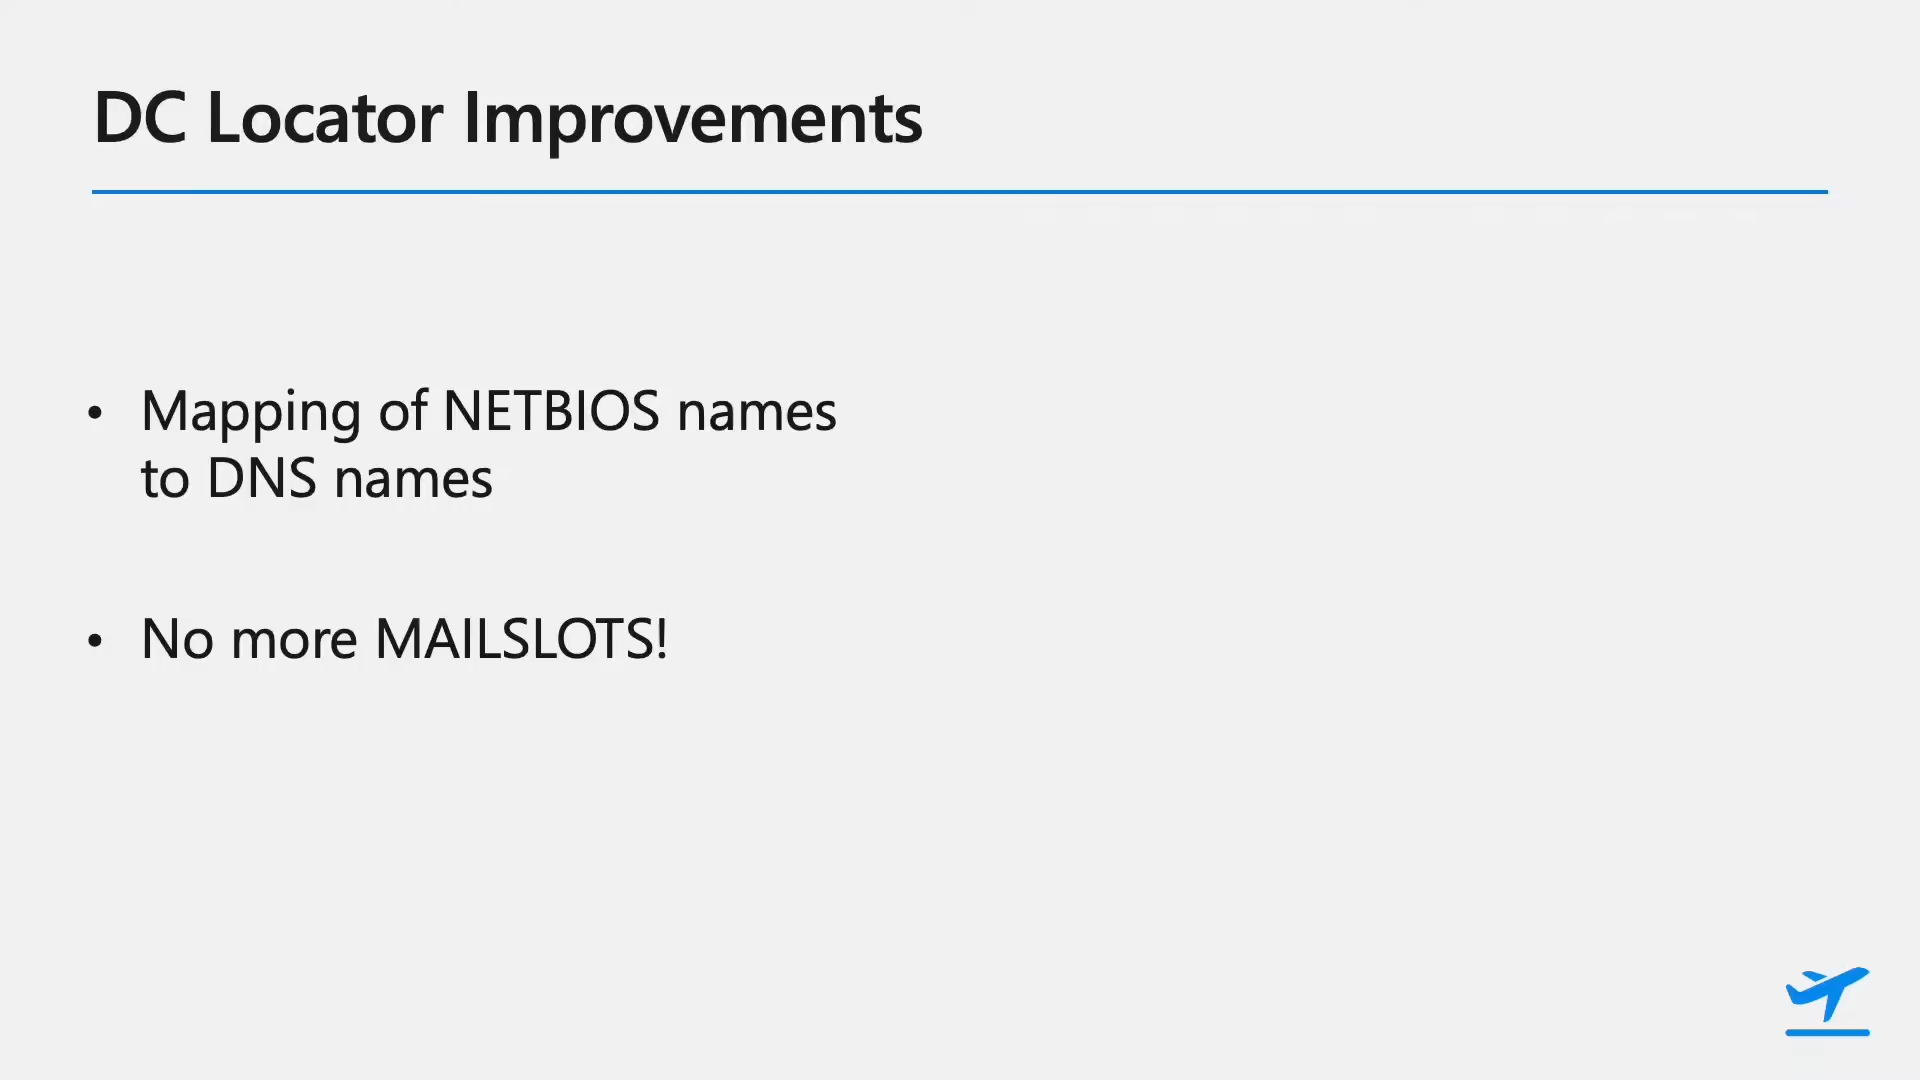 DC Locator Improvements
• Mapping of NETBIOS names
to DNS names
• No more MAILSLOTS!